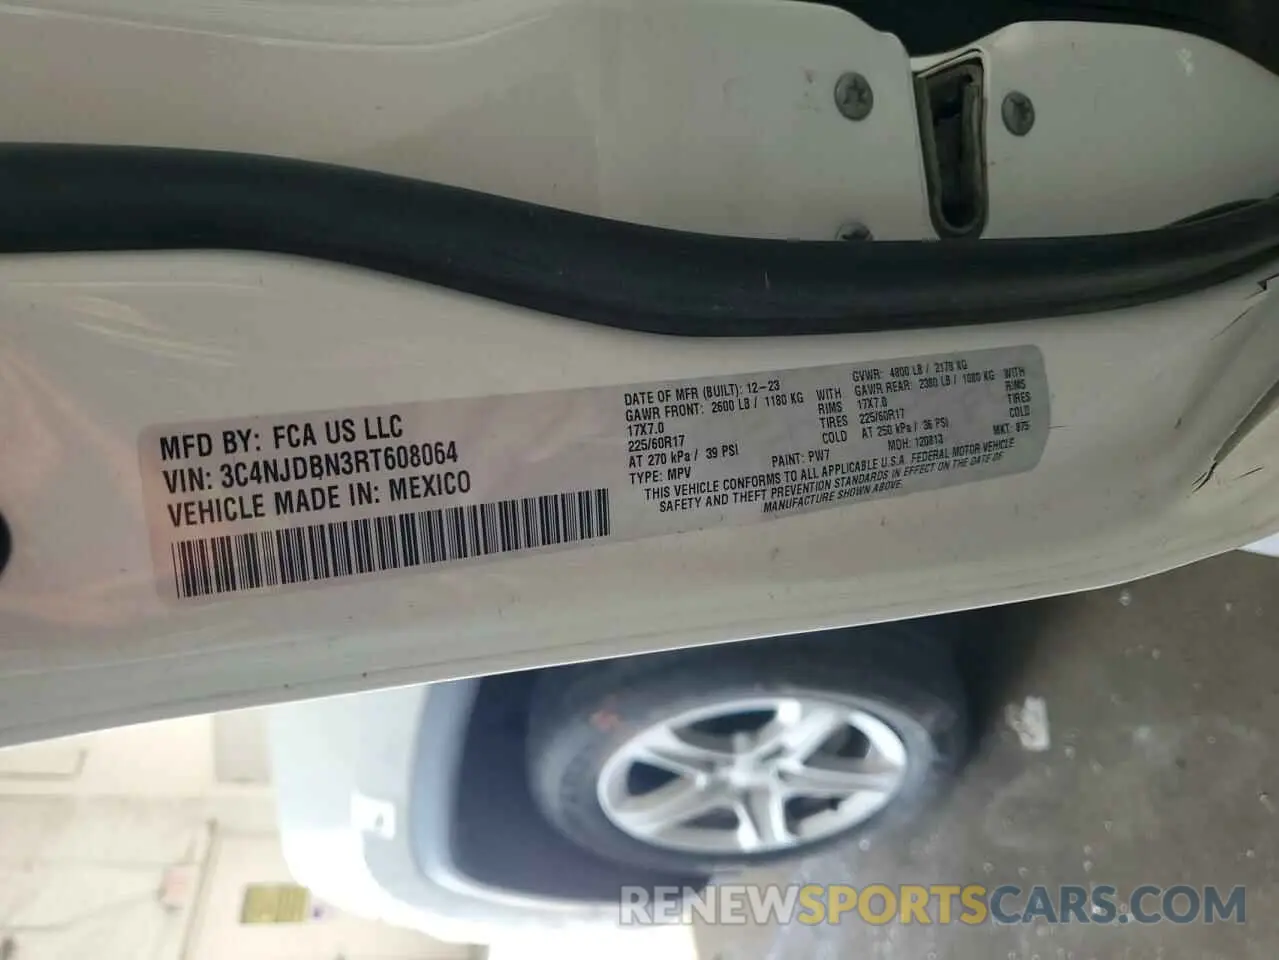 MFD BY: FCA US LLC
VIN: 3C4NJDBN3RT608064
VEHICLE MADE IN: MEXICO
DATE OF MFR (BUILT): 12-23
GAWR FRONT: 2600 LB / 1180 KG WITH
17X7.0 RIMS
225/60R17 TIRES
AT 270 kPa / 39 PSI COLD
TYPE: MPV
PAINT: PW7
GVWR: 4800 LB / 2178 KG
GAWR REAR: 2380 LB / 1080 KG WITH
17X7.0 RIMS
225/60R17 TIRES
AT 250 kPa / 36 PSI COLD
MDH: 120813
MKT: 875
THIS VEHICLE CONFORMS TO ALL APPLICABLE U.S.A. FEDERAL MOTOR VEHICLE
SAFETY AND THEFT PREVENTION STANDARDS IN EFFECT ON THE DATE OF
MANUFACTURE SHOWN ABOVE.
RENEWSPORTSCARS.COM